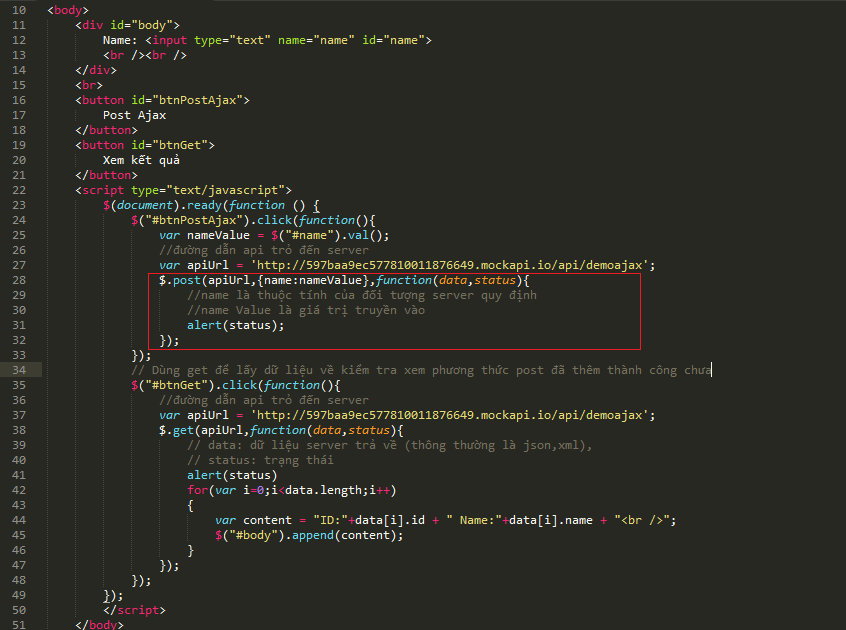 10 <body>
11 <div id="body">
12 Name: <input type="text" name="name" id="name">
13 <br /><br />
14 </div>
15 <br>
16 <button id="btnPostAjax">
17 Post Ajax
18 </button>
19 <button id="btnGet">
20 Xem kết quả
21 </button>
22 <script type="text/javascript">
23 $(document).ready(function () {
24 $("#btnPostAjax").click(function(){
25 var nameValue = $("#name").val();
26 //đường dẫn api trỏ đến server
27 var apiUrl = 'http://597baa9ec577810011876649.mockapi.io/api/demoajax';
28 $.post(apiUrl,{name:nameValue},function(data,status){
29 //name là thuộc tính của đối tượng server quy định
30 //name Value là giá trị truyền vào
31 alert(status);
32 });
33 });
34 // Dùng get để lấy dữ liệu về kiểm tra xem phương thức post đã thêm thành công chưa
35 $("#btnGet").click(function(){
36 //đường dẫn api trỏ đến server
37 var apiUrl = 'http://597baa9ec577810011876649.mockapi.io/api/demoajax';
38 $.get(apiUrl,function(data,status){
39 // data: dữ liệu server trả về (thông thường là json,xml),
40 // status: trạng thái
41 alert(status)
42 for(var i=0;i<data.length;i++)
43 {
44 var content = "ID:"+data[i].id + " Name:"+data[i].name + "<br />";
45 $("#body").append(content);
46 }
47 });
48 });
49 });
50 </script>
51 </body>